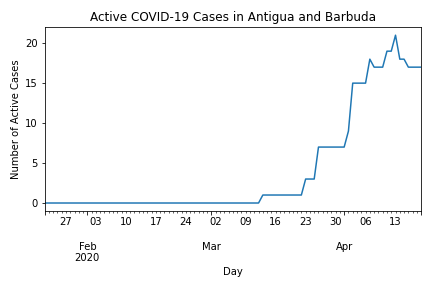 Active COVID-19 Cases in Antigua and Barbuda
20
15
10
5
0
Number of Active Cases
27 03 10 17 24 02 09 16 23 30 06 13
Feb Mar Apr
2020
Day